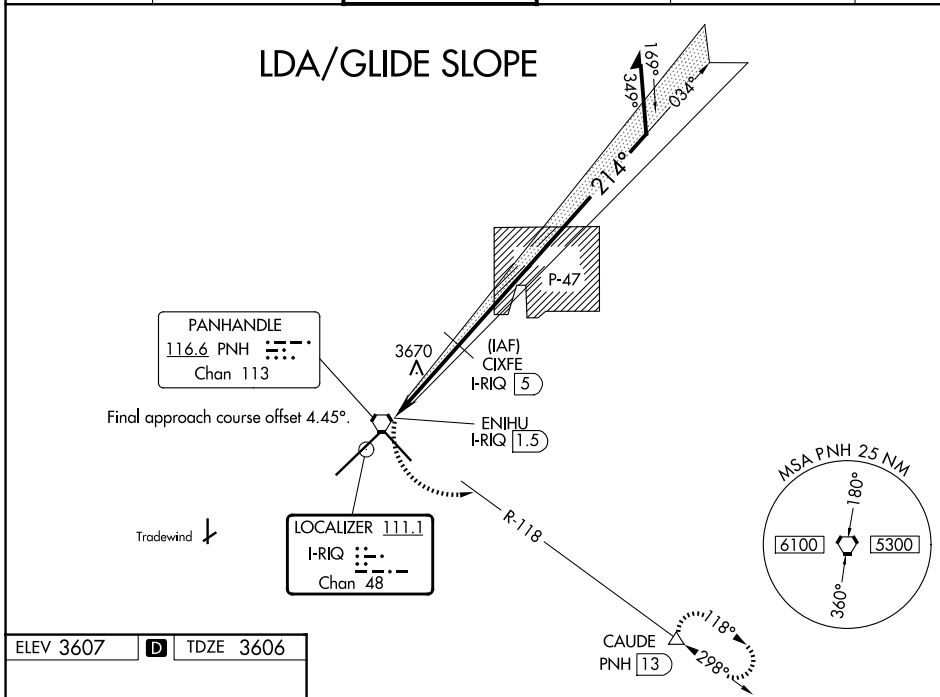 LDA/GLIDE SLOPE
169°
349°
034°
214°
P-47
PANHANDLE
116.6 PNH
Chan 113
3670
(IAF)
CIXFE
I-RIQ 5
Final approach course offset 4.45°.
ENIHU
I-RIQ 1.5
MSA PNH 25 NM
180°
6100
5300
360°
R-118
Tradewind
LOCALIZER 111.1
I-RIQ
Chan 48
118°
CAUDE
PNH 13
298°
ELEV 3607 D TDZE 3606